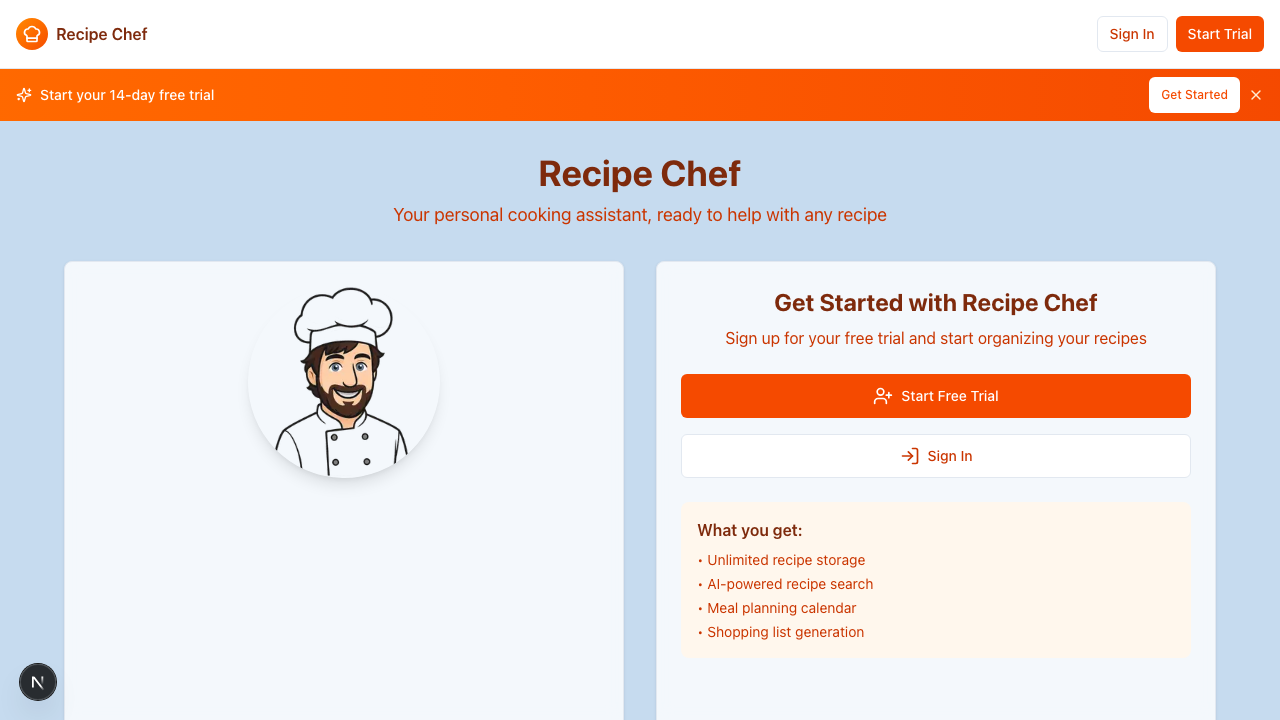 Recipe Chef
Sign In
Start Trial
Start your 14-day free trial
Get Started
Recipe Chef
Your personal cooking assistant, ready to help with any recipe
Get Started with Recipe Chef
Sign up for your free trial and start organizing your recipes
Start Free Trial
Sign In
What you get:
• Unlimited recipe storage
• AI-powered recipe search
• Meal planning calendar
• Shopping list generation
N